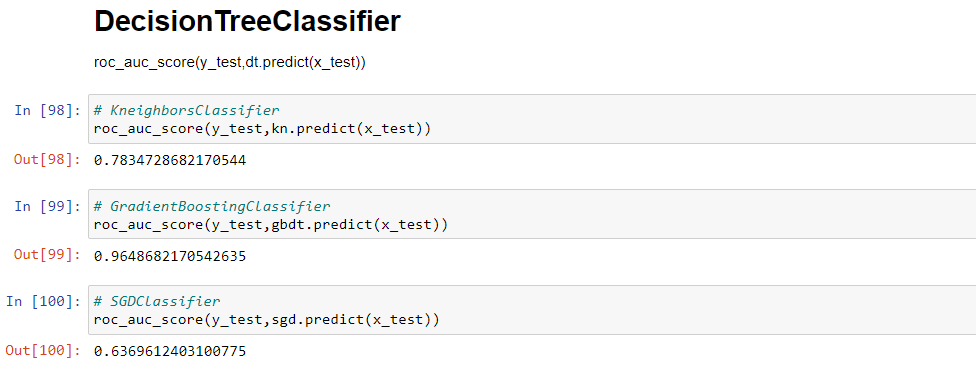 DecisionTreeClassifier
roc_auc_score(y_test,dt.predict(x_test))
In [98]: # KneighborsClassifier
roc_auc_score(y_test,kn.predict(x_test))
Out[98]: 0.7834728682170544
In [99]: # GradientBoostingClassifier
roc_auc_score(y_test,gbdt.predict(x_test))
Out[99]: 0.9648682170542635
In [100]: # SGDClassifier
roc_auc_score(y_test,sgd.predict(x_test))
Out[100]: 0.6369612403100775